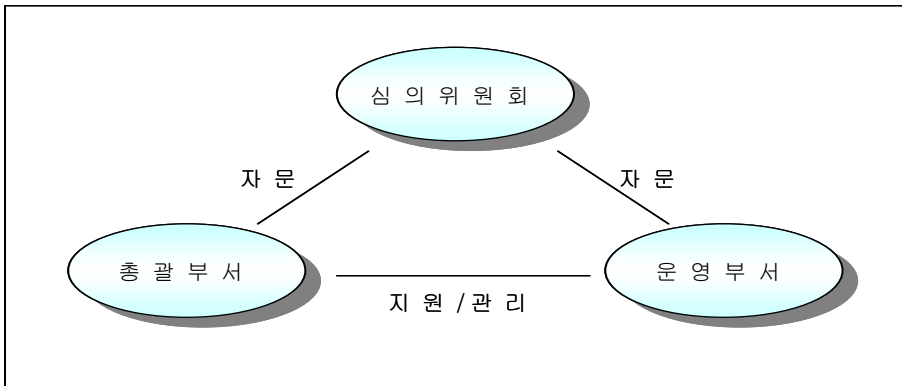 심 의 위 원 회
자 문
자 문
총 괄 부 서
운 영 부 서
지 원 / 관 리